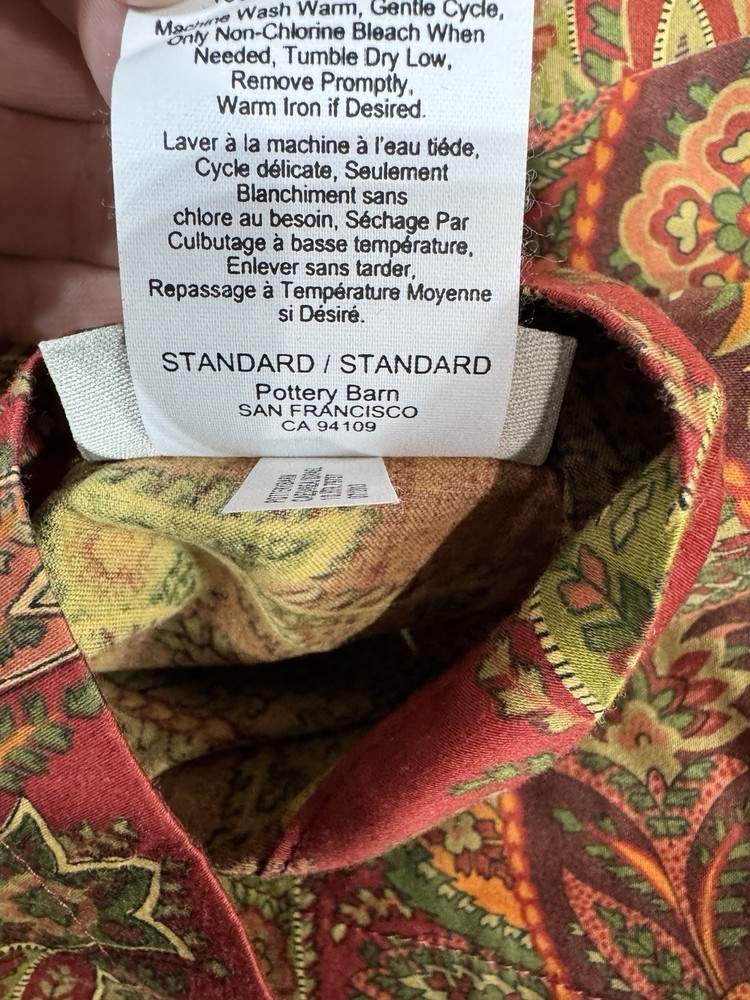 Machine Wash Warm, Gentle Cycle,
Only Non-Chlorine Bleach When
Needed, Tumble Dry Low,
Remove Promptly,
Warm Iron if Desired.
Laver à la machine à l'eau tiéde,
Cycle délicate, Seulement
Blanchiment sans
chlore au besoin, Séchage Par
Culbutage à basse température,
Enlever sans tarder,
Repassage à Température Moyenne
si Désiré.
STANDARD / STANDARD
Pottery Barn
SAN FRANCISCO
CA 94109